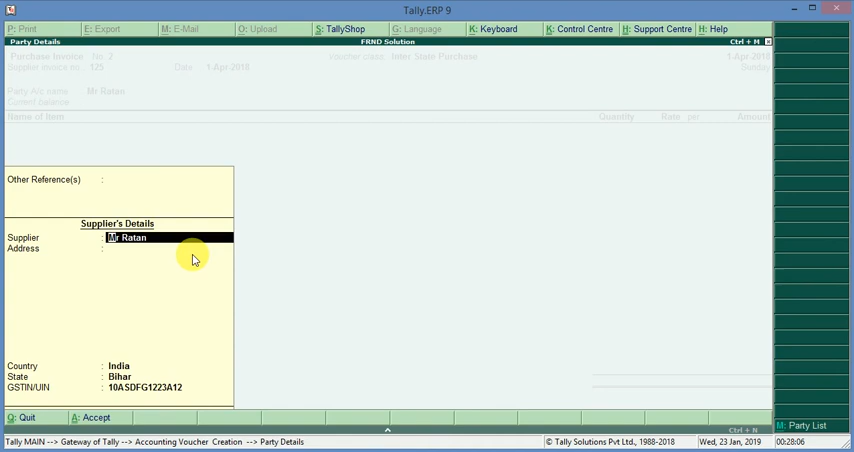 Tally.ERP 9
P: Print E: Export M: E-Mail O: Upload S: TallyShop G: Language K: Keyboard K: Control Centre H: Support Centre H: Help
Party Details FRND Solution Ctrl + M
Purchase Invoice No. 2 Voucher class: Inter State Purchase 1-Apr-2018
Supplier invoice no.: 125 Date: 1-Apr-2018 Sunday
Party A/c name : Mr Ratan
Current balance :
Name of Item Quantity Rate per Amount
Other Reference(s) :
Supplier's Details
Supplier : Mr Ratan
Address :
Country : India
State : Bihar
GSTIN/UIN : 10ASDFG1223A12
Q: Quit A: Accept M: Party List
Ctrl + N
Tally MAIN --> Gateway of Tally --> Accounting Voucher Creation --> Party Details © Tally Solutions Pvt Ltd., 1988-2018 Wed, 23 Jan, 2019 00:28:06